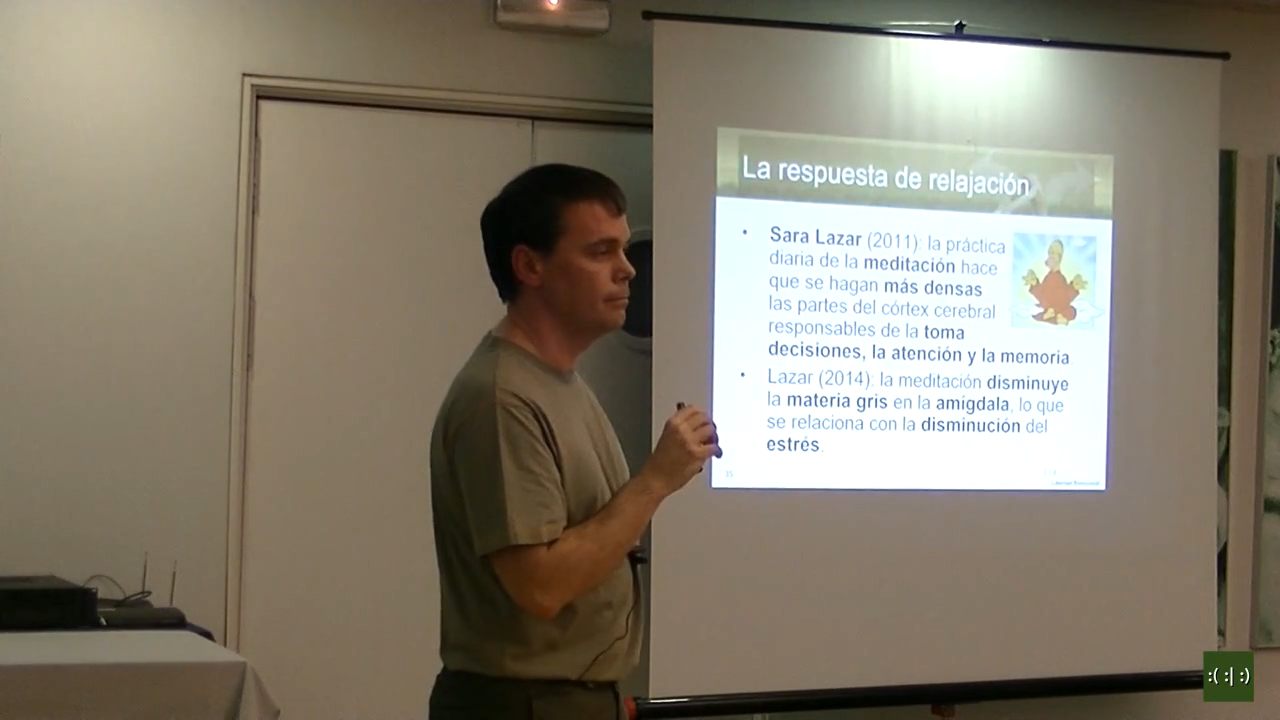 La respuesta de relajación
• Sara Lazar (2011): la práctica
diaria de la meditación hace
que se hagan más densas
las partes del córtex cerebral
responsables de la toma
decisiones, la atención y la memoria.
• Lazar (2014): la meditación disminuye
la materia gris en la amigdala, lo que
se relaciona con la disminución del
estrés.
:( :| :)